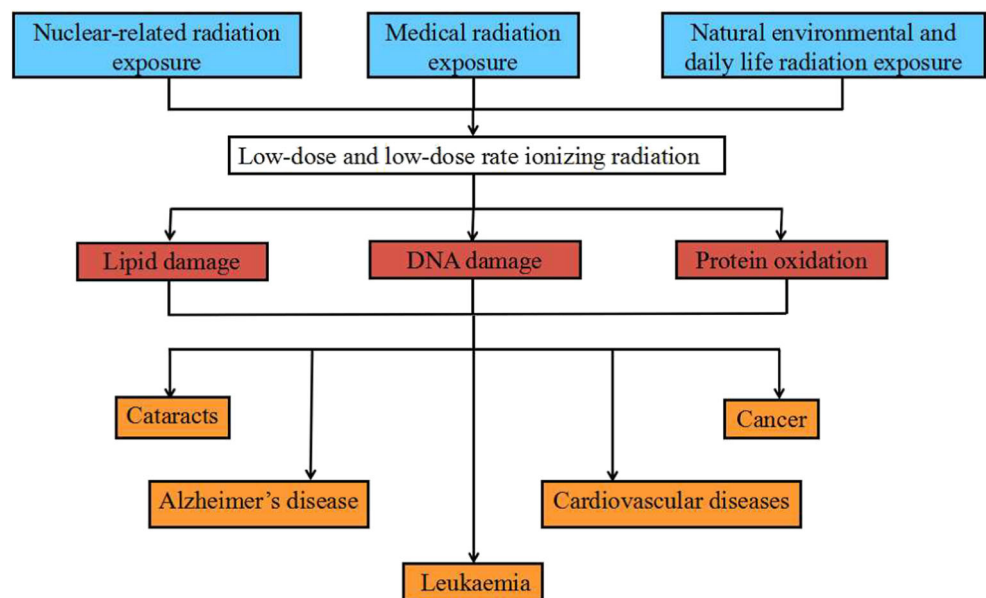 Nuclear-related radiation
exposure
Medical radiation
exposure
Natural environmental and
daily life radiation exposure
Low-dose and low-dose rate ionizing radiation
Lipid damage
DNA damage
Protein oxidation
Cataracts
Cancer
Alzheimer’s disease
Cardiovascular diseases
Leukaemia